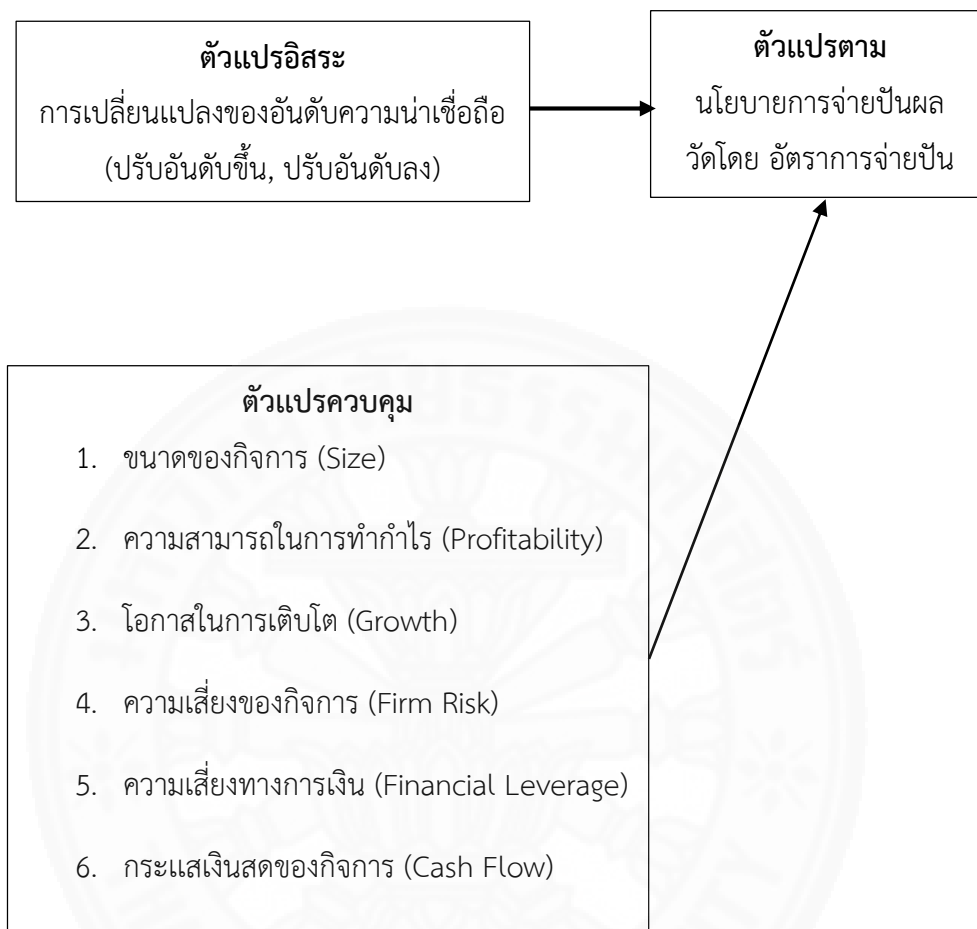 ตัวแปรอิสระ
การเปลี่ยนแปลงของอันดับความน่าเชื่อถือ
(ปรับอันดับขึ้น, ปรับอันดับลง)
ตัวแปรตาม
นโยบายการจ่ายปันผล
วัดโดย อัตราการจ่ายปัน
ตัวแปรควบคุม
1. ขนาดของกิจการ (Size)
2. ความสามารถในการทำกำไร (Profitability)
3. โอกาสในการเติบโต (Growth)
4. ความเสี่ยงของกิจการ (Firm Risk)
5. ความเสี่ยงทางการเงิน (Financial Leverage)
6. กระแสเงินสดของกิจการ (Cash Flow)